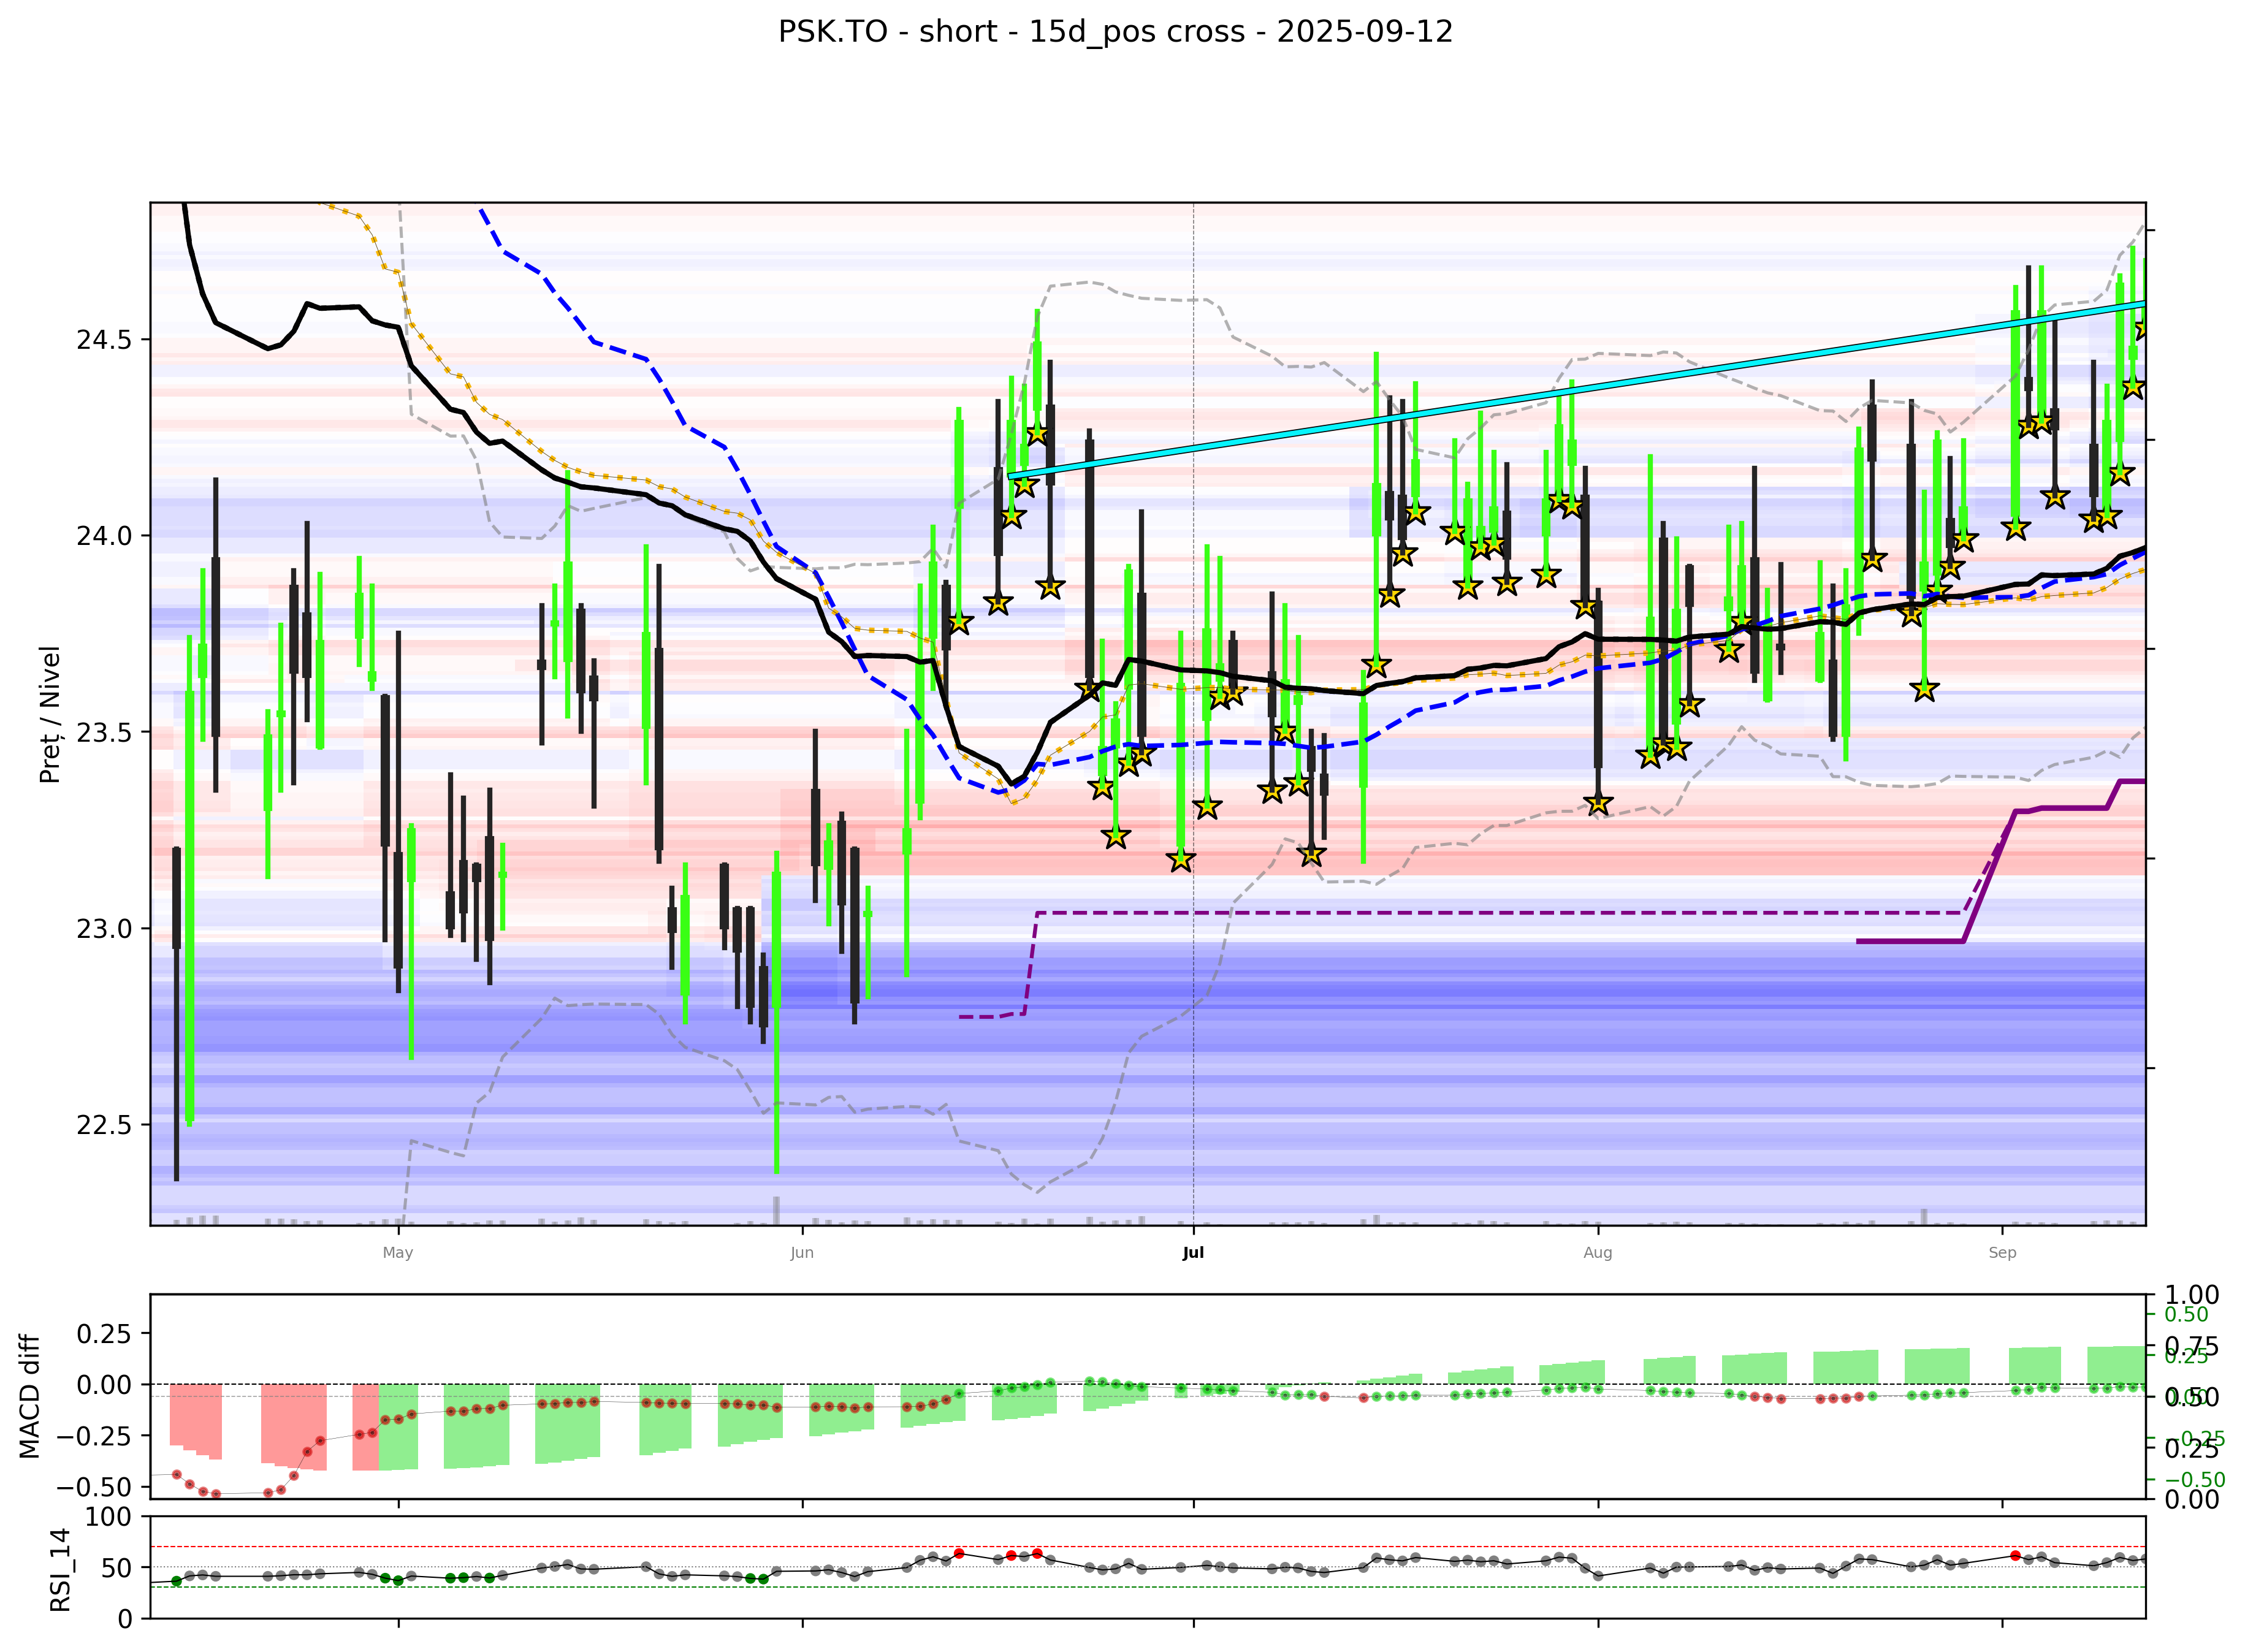 PSK.TO - short - 15d_pos cross - 2025-09-12
Preț / Nivel
24.5
24.0
23.5
23.0
22.5
May
Jun
Jul
Aug
Sep
MACD diff
0.25
0.00
−0.25
−0.50
1.00
0.75
0.50
0.25
0.00
0.50
0.25
0.00
−0.25
−0.50
RSI_14
100
50
0